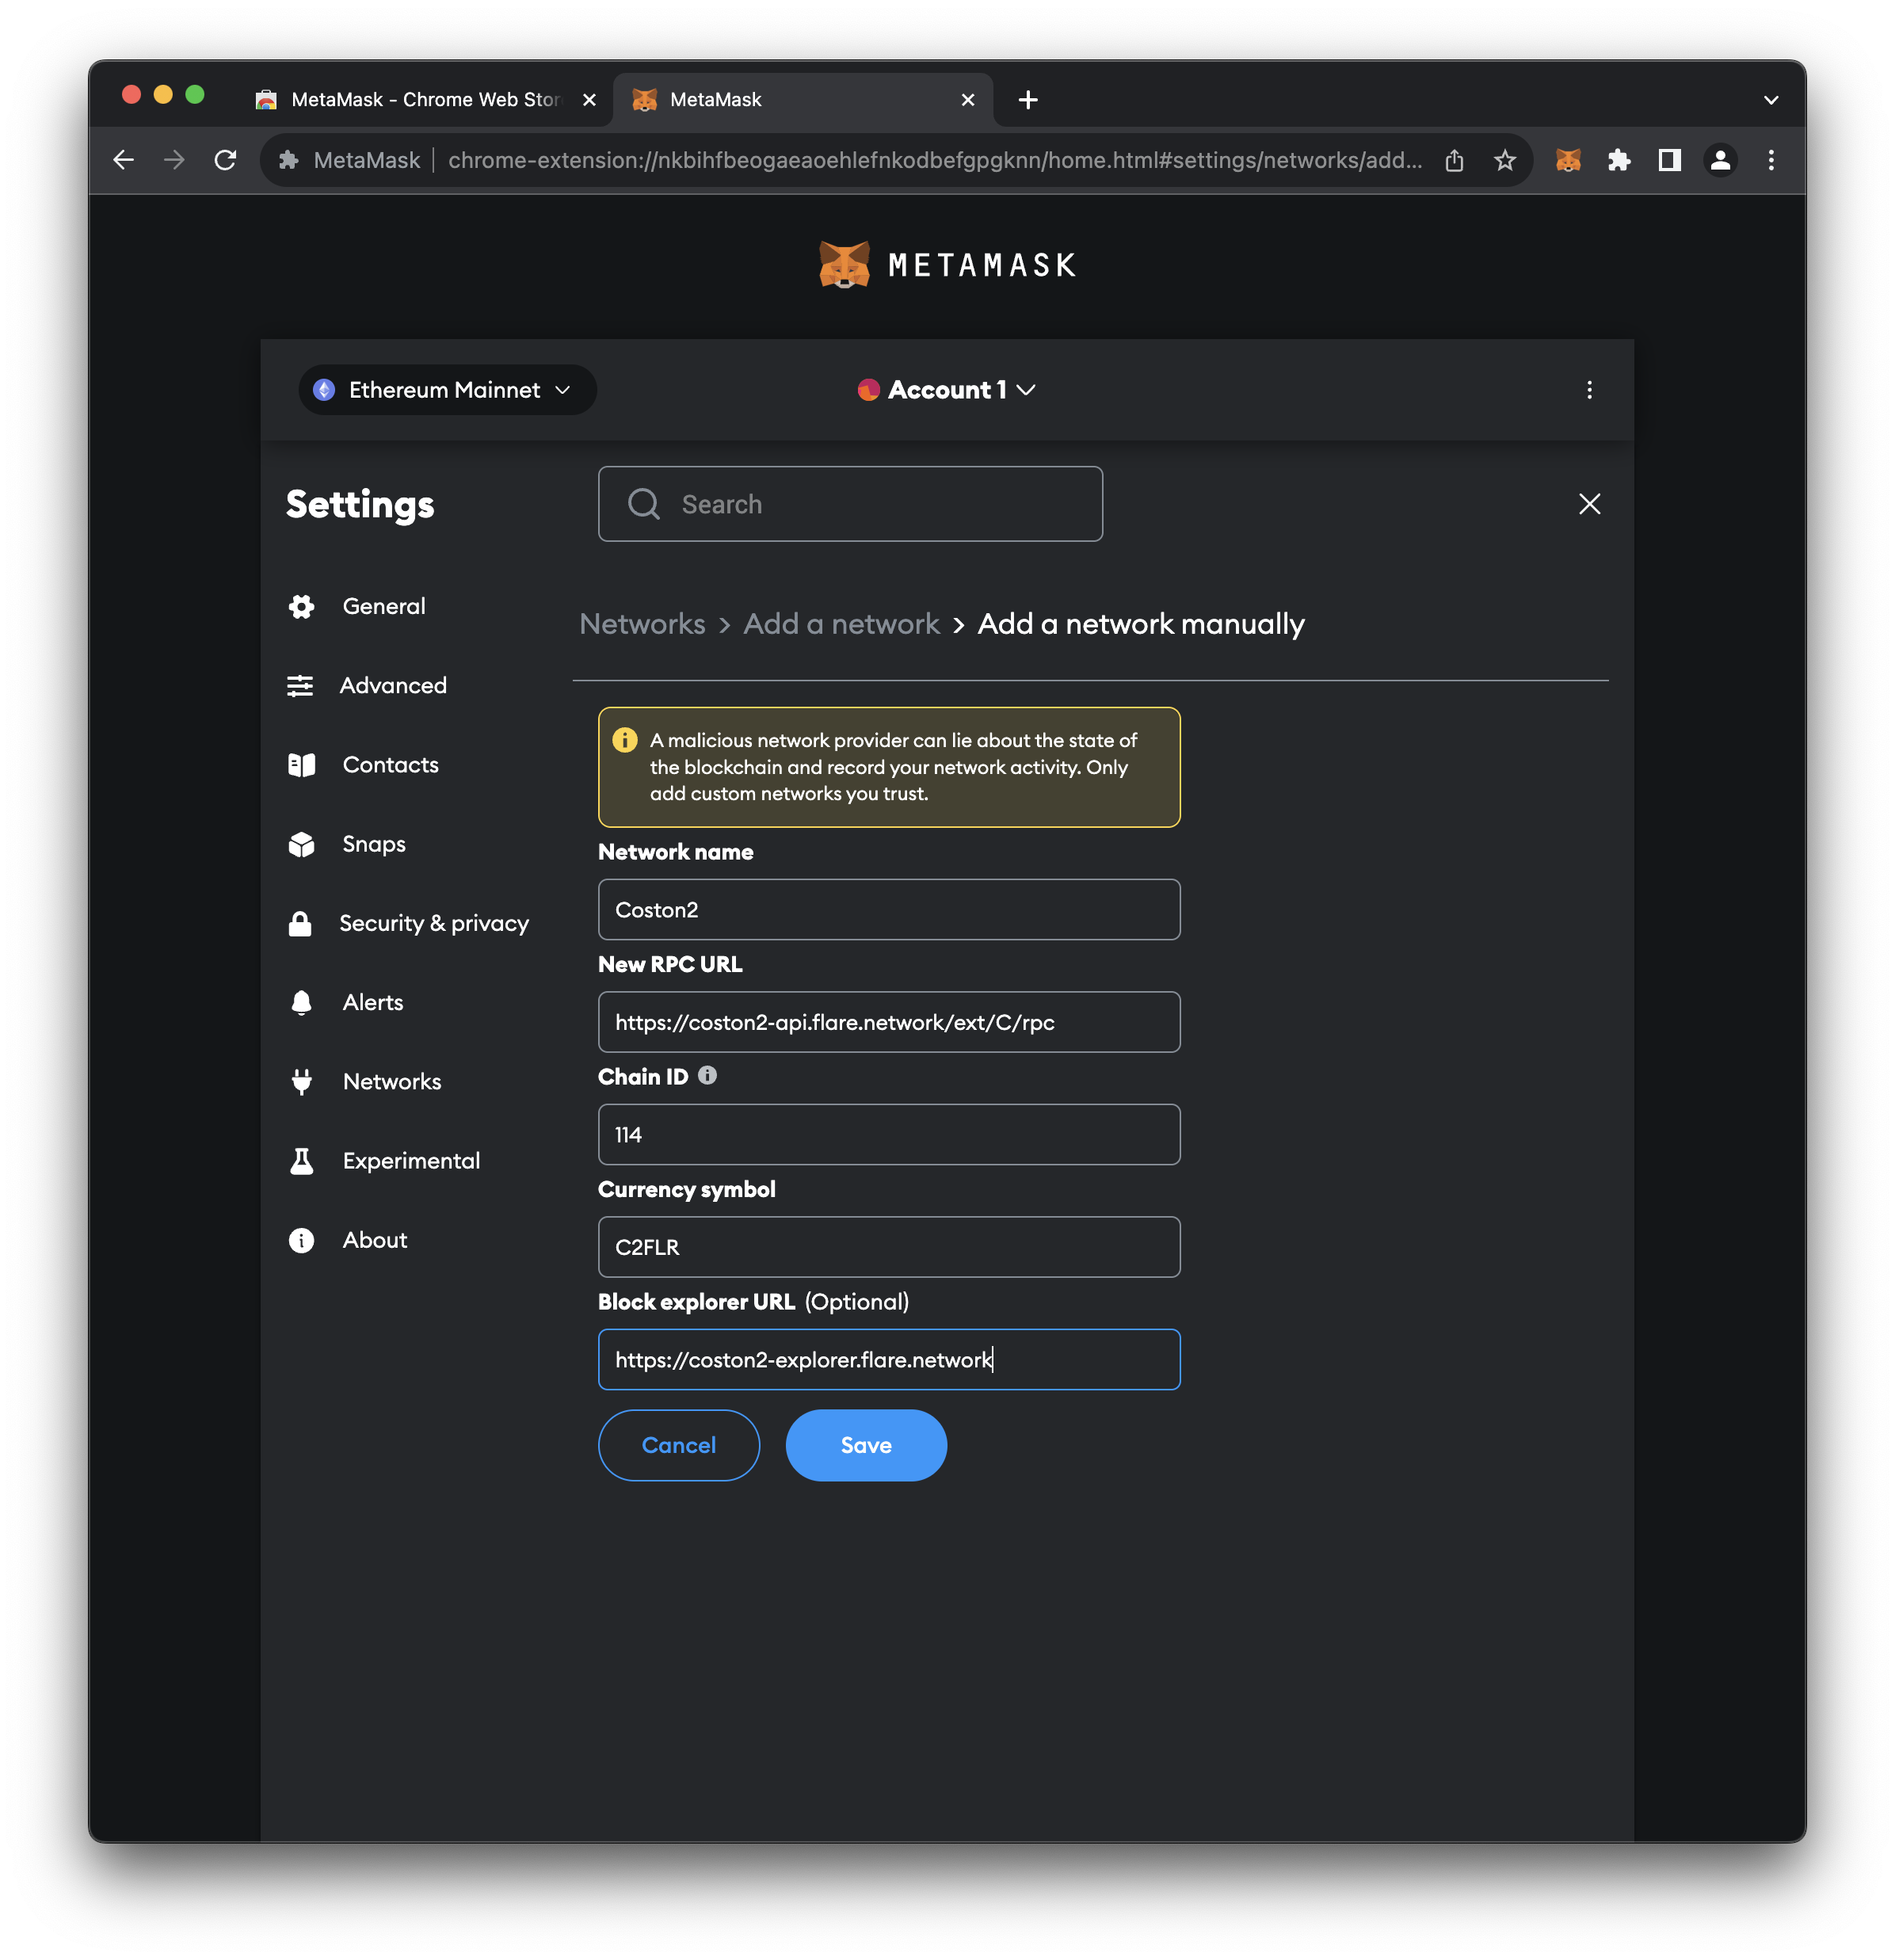 MetaMask - Chrome Web Stor
MetaMask
MetaMask
chrome-extension://nkbihfbeogaeaoehlefnkodbefgpgknn/home.html#settings/networks/add...
METAMASK
Ethereum Mainnet
Account 1
Settings
Search
General
Advanced
Contacts
Snaps
Security & privacy
Alerts
Networks
Experimental
About
Networks > Add a network > Add a network manually
A malicious network provider can lie about the state of
the blockchain and record your network activity. Only
add custom networks you trust.
Network name
Coston2
New RPC URL
https://coston2-api.flare.network/ext/C/rpc
Chain ID
114
Currency symbol
C2FLR
Block explorer URL (Optional)
https://coston2-explorer.flare.network
Cancel
Save